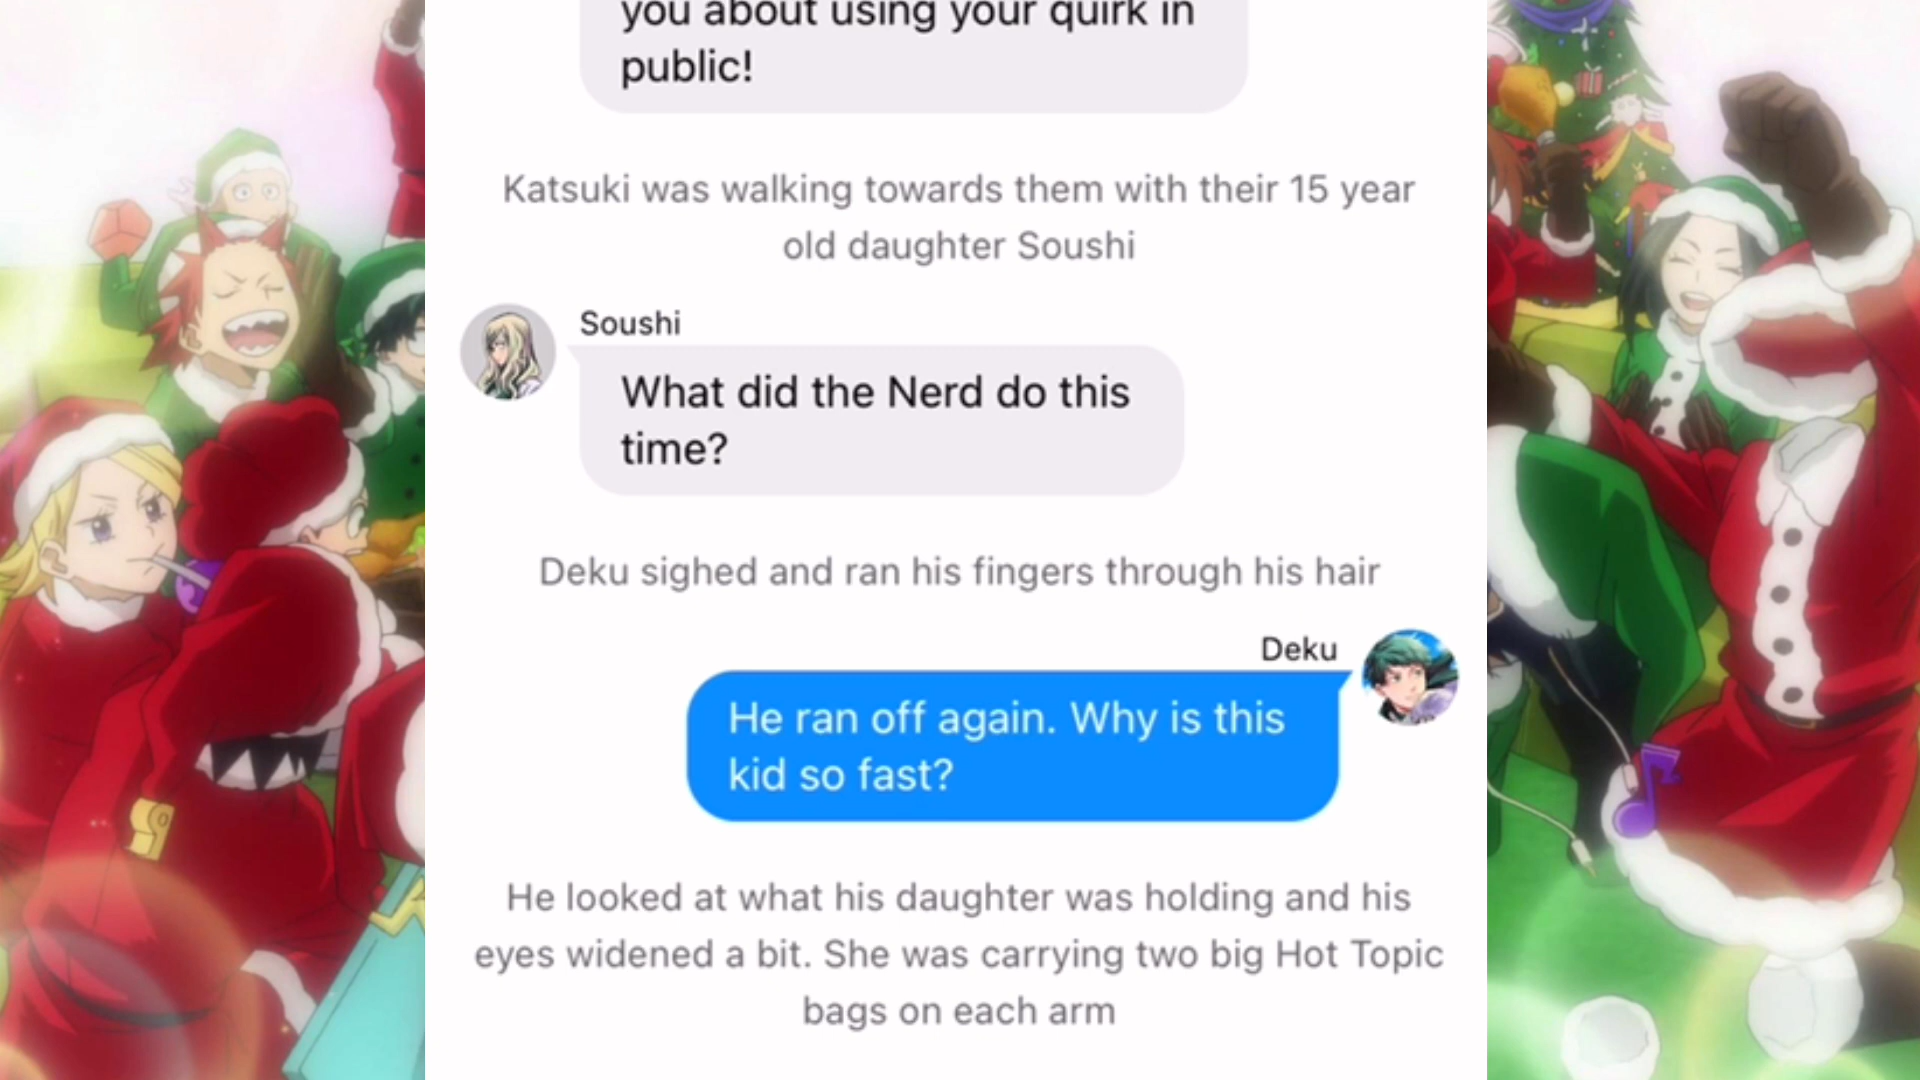 you about using your quirk in
public!
Katsuki was walking towards them with their 15 year
old daughter Soushi
Soushi
What did the Nerd do this
time?
Deku sighed and ran his fingers through his hair
Deku
He ran off again. Why is this
kid so fast?
He looked at what his daughter was holding and his
eyes widened a bit. She was carrying two big Hot Topic
bags on each arm